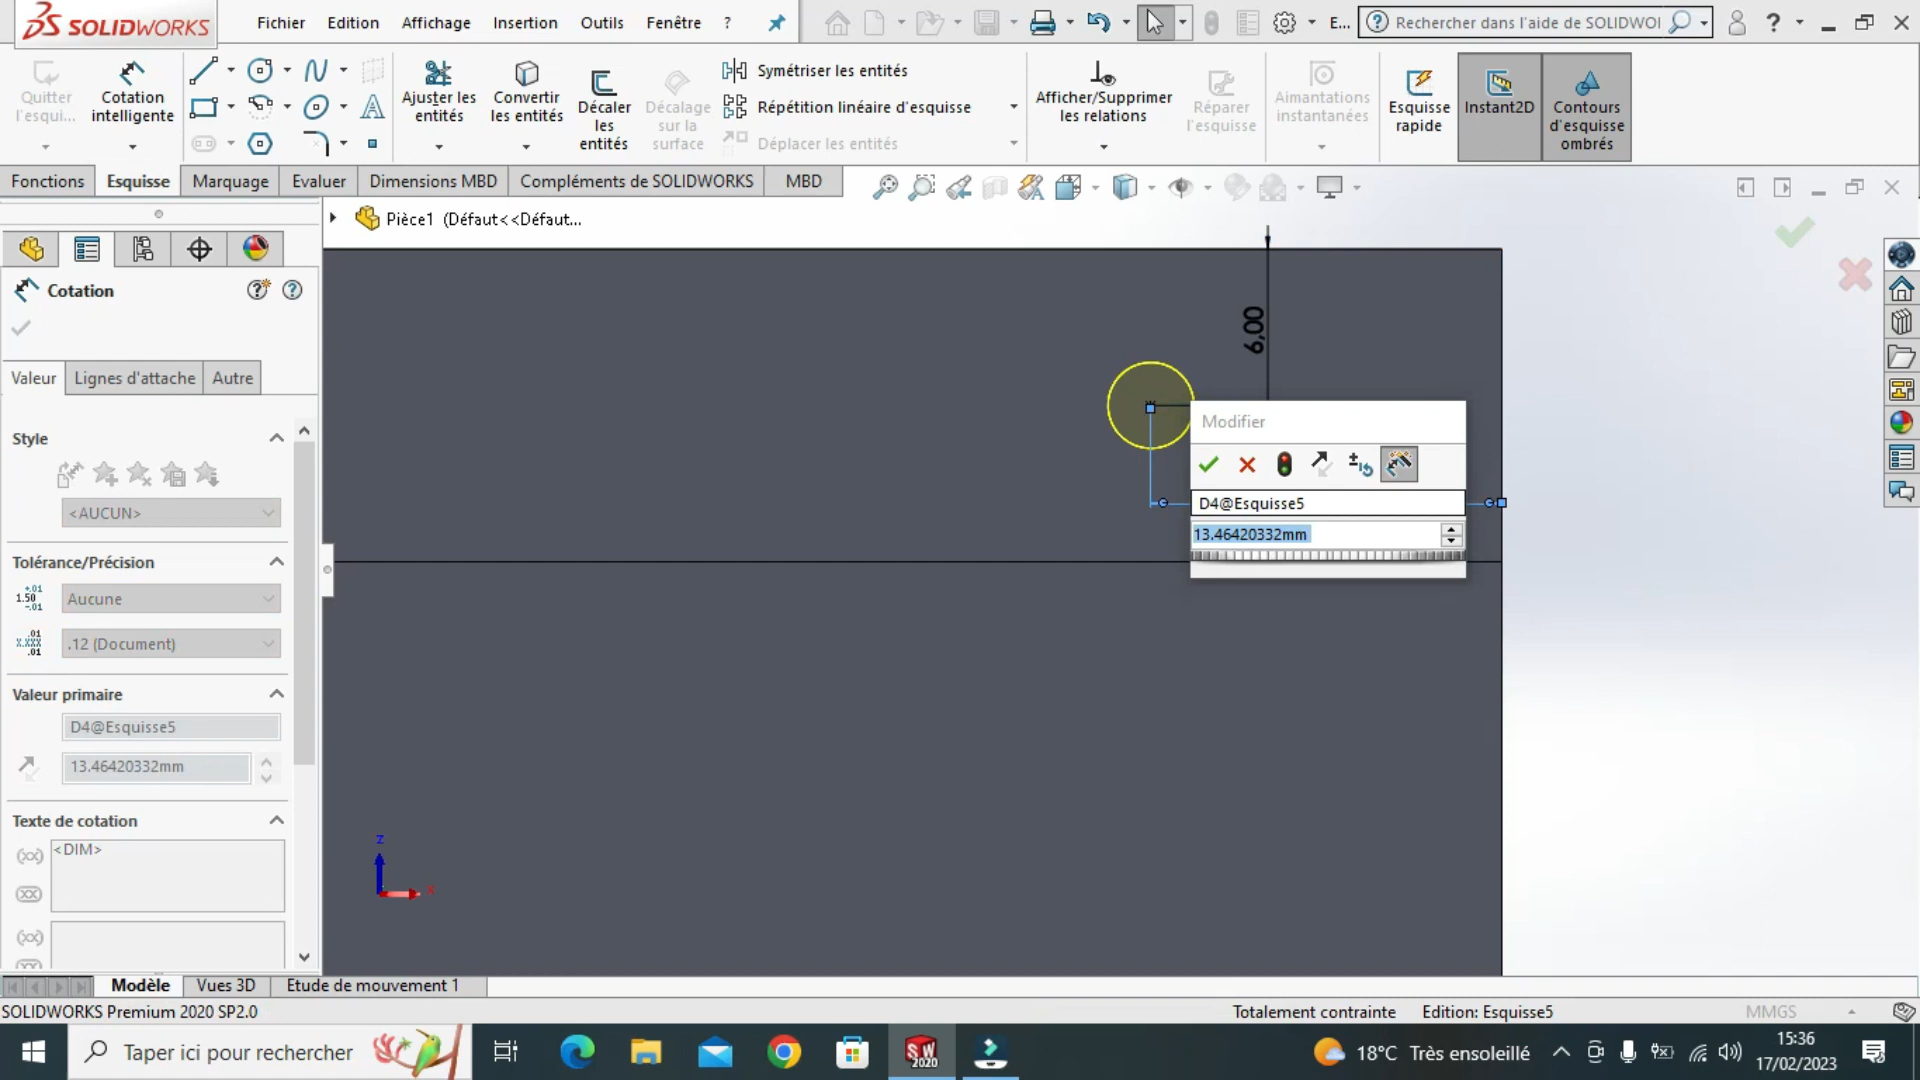 SOLIDWORKS
Fichier Edition Affichage Insertion Outils Fenêtre ?
E... Rechercher dans l'aide de SOLIDWOI
Quitter l'esqui...
Cotation intelligente
Ajuster les entités
Convertir les entités
Décaler les entités
Décalage sur la surface
Symétriser les entités
Répétition linéaire d'esquisse
Déplacer les entités
Afficher/Supprimer les relations
Réparer l'esquisse
Aimantations instantanées
Esquisse rapide
Instant2D
Contours d'esquisse ombrés
Fonctions Esquisse Marquage Evaluer Dimensions MBD Compléments de SOLIDWORKS MBD
Pièce1 (Défaut<<Défaut...
Cotation
Valeur Lignes d'attache Autre
Style
<AUCUN>
Tolérance/Précision
Aucune
.12 (Document)
Valeur primaire
D4@Esquisse5
13.46420332mm
Texte de cotation
<DIM>
6,00
Modifier
D4@Esquisse5
13.46420332mm
Z
X
Modèle Vues 3D Etude de mouvement 1
SOLIDWORKS Premium 2020 SP2.0
Totalement contrainte Edition: Esquisse5 MMGS
Taper ici pour rechercher
SW 2020
18°C Très ensoleillé
15:36
17/02/2023